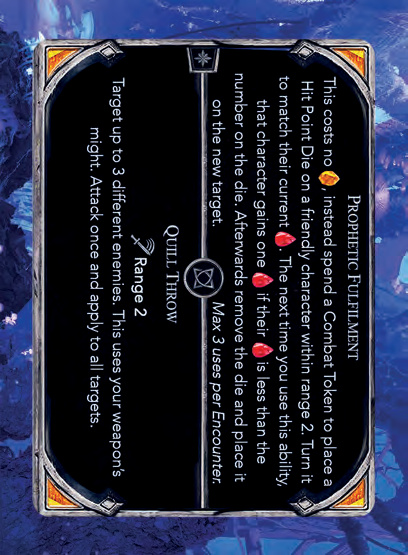 PROPHETIC FULFILMENT
This costs no , instead spend a Combat Token to place a
Hit Point Die on a friendly character within range 2. Turn it
to match their current . The next time you use this ability,
that character gains one if their is less than the
number on the die. Afterwards remove the die and place it
on the new target. Max 3 uses per Encounter.
QUILL THROW
Range 2
Target up to 3 different enemies. This uses your weapon's
might. Attack once and apply to all targets.